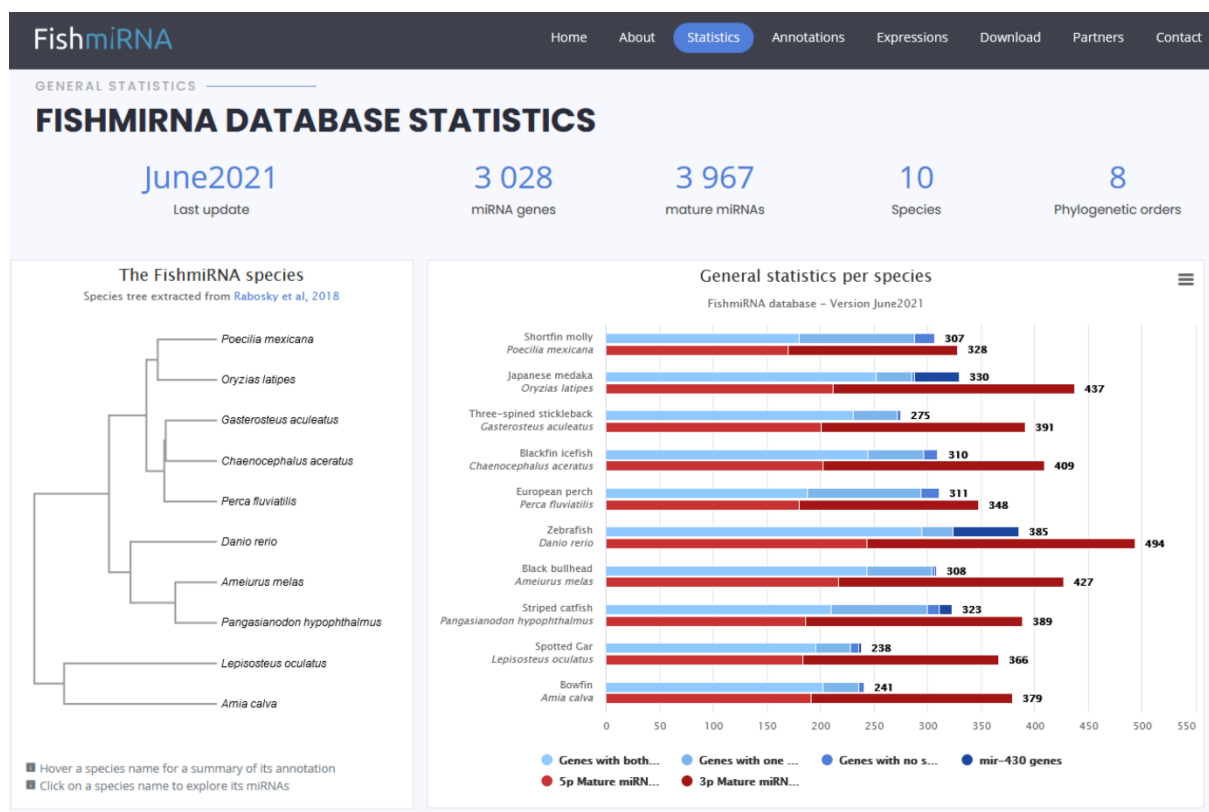 FishmiRNA
Home About Statistics Annotations Expressions Download Partners Contact
GENERAL STATISTICS
FISHMIRNA DATABASE STATISTICS
June2021 3 028 3 967 10 8
Last update miRNA genes mature miRNAs Species Phylogenetic orders
The FishmiRNA species
Species tree extracted from Rabosky et al, 2018
Poecilia mexicana
Oryzias latipes
Gasterosteus aculeatus
Chaenocephalus aceratus
Perca fluviatilis
Danio rerio
Ameiurus melas
Pangasianodon hypophthalmus
Lepisosteus oculatus
Amia calva
Hover a species name for a summary of its annotation
Click on a species name to explore its miRNAs
General statistics per species
FishmiRNA database – Version June2021
Shortfin molly 307
Poecilia mexicana 328
Japanese medaka 330
Oryzias latipes 437
Three-spined stickleback 275
Gasterosteus aculeatus 391
Blackfin icefish 310
Chaenocephalus aceratus 409
European perch 311
Perca fluviatilis 348
Zebrafish 385
Danio rerio 494
Black bullhead 308
Ameiurus melas 427
Striped catfish 323
Pangasianodon hypophthalmus 389
Spotted Gar 238
Lepisosteus oculatus 366
Bowfin 241
Amia calva 379
0 50 100 150 200 250 300 350 400 450 500 550
Genes with both... Genes with one ... Genes with no s... mir-430 genes
5p Mature miRN... 3p Mature miRN...